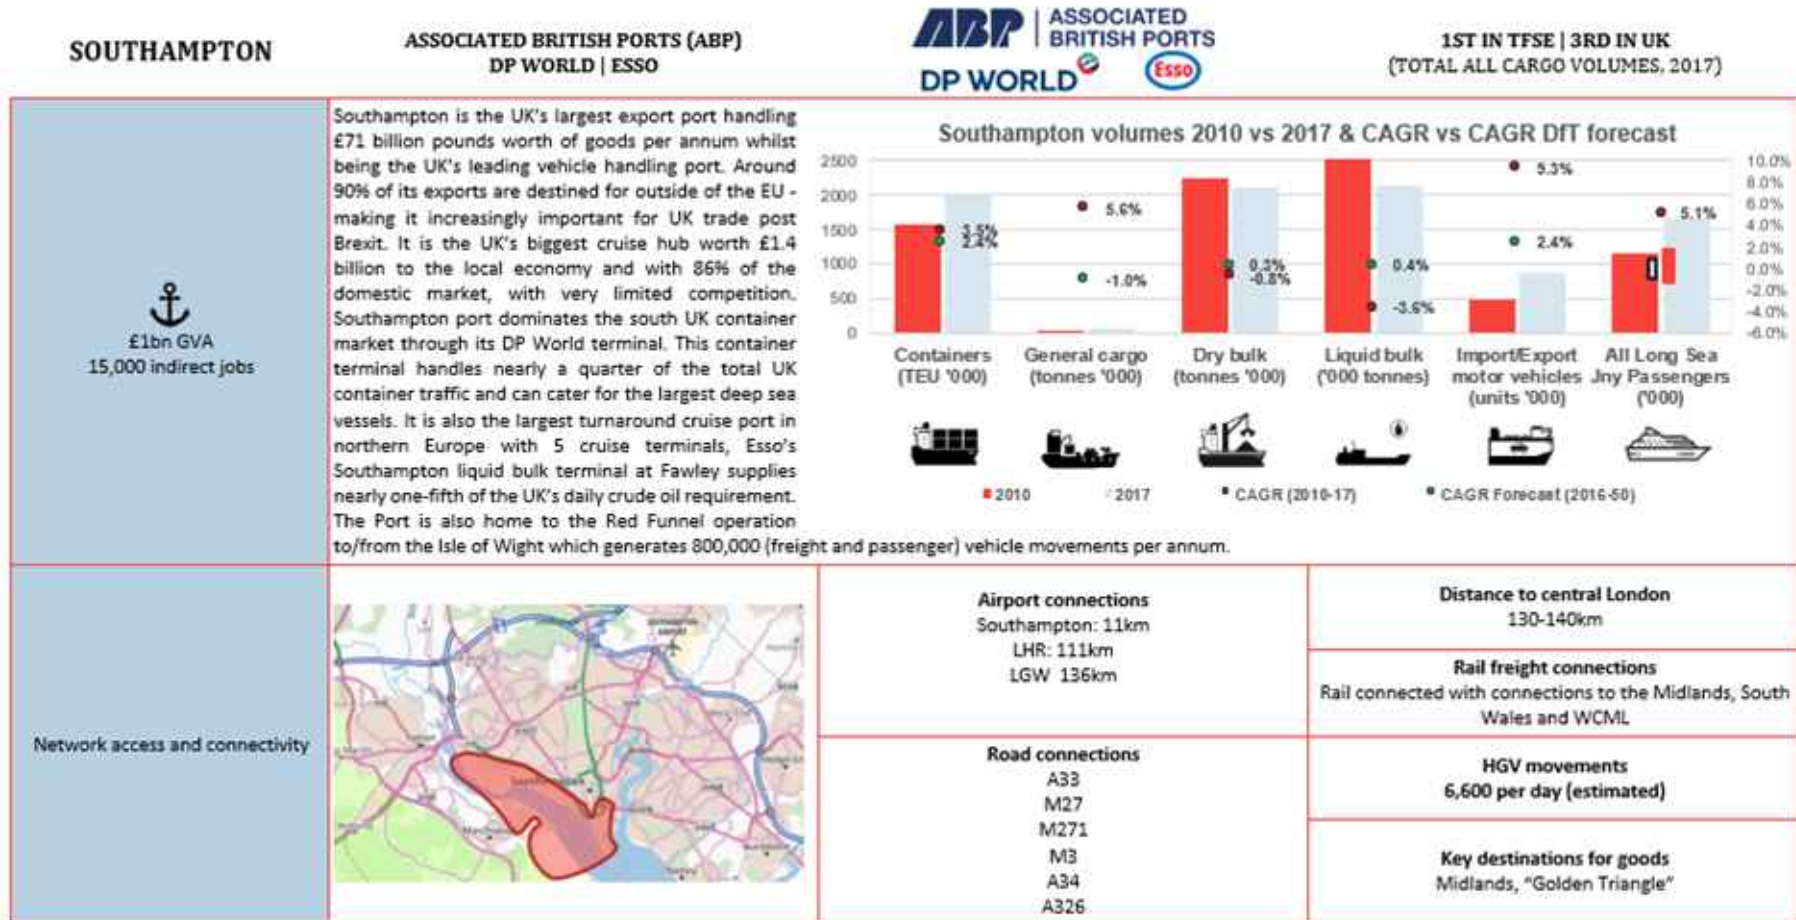 SOUTHAMPTON
ASSOCIATED BRITISH PORTS (ABP)
DP WORLD | ESSO
ABP ASSOCIATED
BRITISH PORTS
DP WORLD Esso
1ST IN TFSE | 3RD IN UK
(TOTAL ALL CARGO VOLUMES, 2017)
£1bn GVA
15,000 indirect jobs
Southampton is the UK's largest export port handling
£71 billion pounds worth of goods per annum whilst
being the UK's leading vehicle handling port. Around
90% of its exports are destined for outside of the EU -
making it increasingly important for UK trade post
Brexit. It is the UK's biggest cruise hub worth £1.4
billion to the local economy and with 86% of the
domestic market, with very limited competition.
Southampton port dominates the south UK container
market through its DP World terminal. This container
terminal handles nearly a quarter of the total UK
container traffic and can cater for the largest deep sea
vessels. It is also the largest turnaround cruise port in
northern Europe with 5 cruise terminals, Esso's
Southampton liquid bulk terminal at Fawley supplies
nearly one-fifth of the UK's daily crude oil requirement.
The Port is also home to the Red Funnel operation
to/from the Isle of Wight which generates 800,000 (freight and passenger) vehicle movements per annum.
Southampton volumes 2010 vs 2017 & CAGR vs CAGR DfT forecast
2500
2000
1500
1000
500
0
10.0%
8.0%
6.0%
4.0%
2.0%
0.0%
-2.0%
-4.0%
-6.0%
3.5%
2.4%
5.6%
-1.0%
0.3%
-0.8%
0.4%
-3.6%
5.3%
2.4%
5.1%
Containers
(TEU '000)
General cargo
(tonnes '000)
Dry bulk
(tonnes '000)
Liquid bulk
('000 tonnes)
Import/Export
motor vehicles
(units '000)
All Long Sea
Jny Passengers
('000)
2010 2017 CAGR (2010-17) CAGR Forecast (2016-50)
Network access and connectivity
Airport connections
Southampton: 11km
LHR: 111km
LGW 136km
Road connections
A33
M27
M271
M3
A34
A326
Distance to central London
130-140km
Rail freight connections
Rail connected with connections to the Midlands, South
Wales and WCML
HGV movements
6,600 per day (estimated)
Key destinations for goods
Midlands, "Golden Triangle"